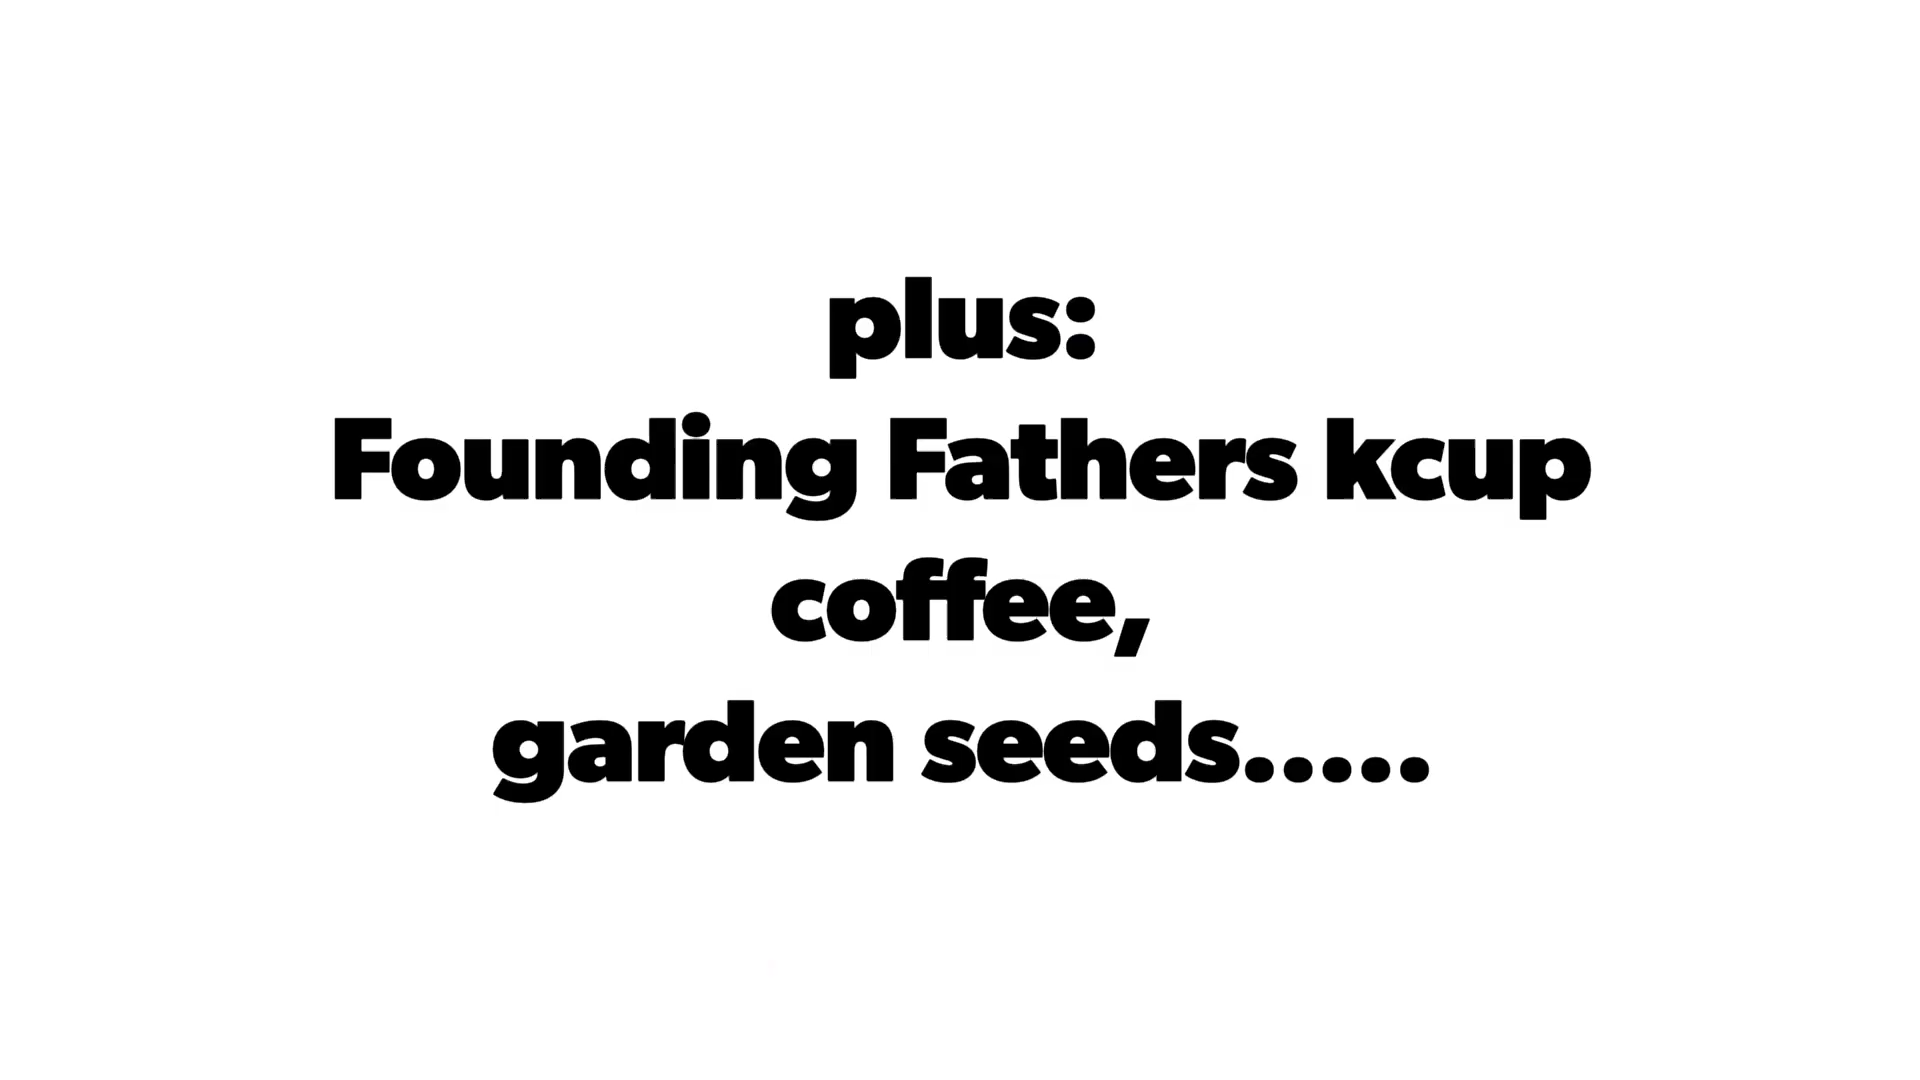 plus:
Founding Fathers kcup
coffee,
garden seeds.....